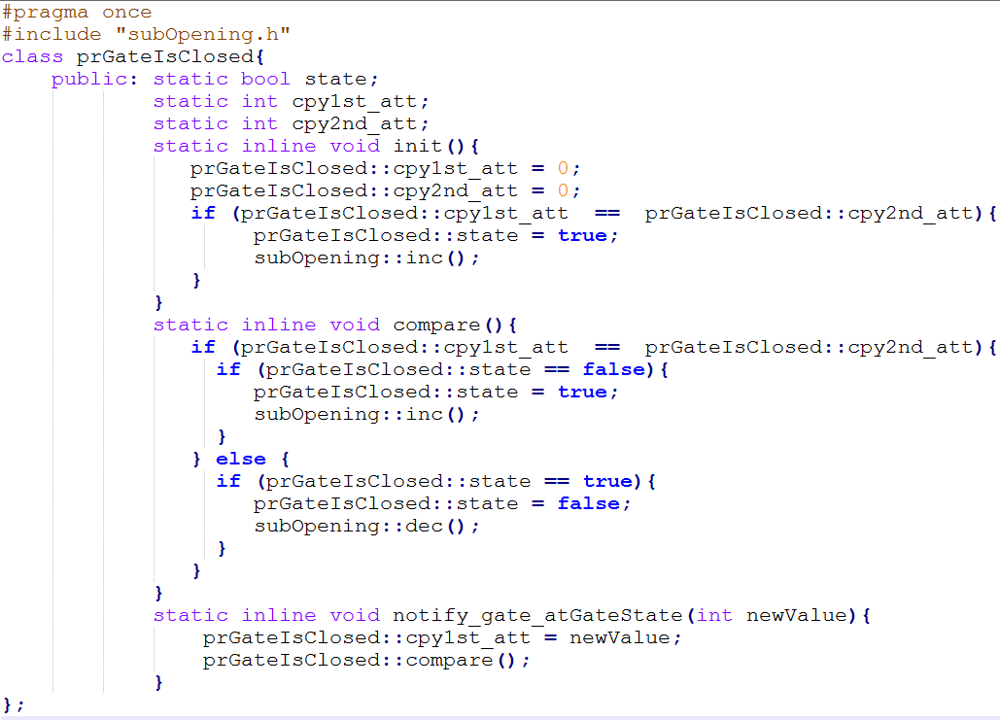 #pragma once
#include "subOpening.h"
class prGateIsClosed{
    public: static bool state;
            static int cpy1st_att;
            static int cpy2nd_att;
            static inline void init(){
               prGateIsClosed::cpy1st_att = 0;
               prGateIsClosed::cpy2nd_att = 0;
               if (prGateIsClosed::cpy1st_att  ==  prGateIsClosed::cpy2nd_att){
                    prGateIsClosed::state = true;
                    subOpening::inc();
               }
            }
            static inline void compare(){
               if (prGateIsClosed::cpy1st_att  ==  prGateIsClosed::cpy2nd_att){
                 if (prGateIsClosed::state == false){
                    prGateIsClosed::state = true;
                    subOpening::inc();
                 }
               } else {
                 if (prGateIsClosed::state == true){
                    prGateIsClosed::state = false;
                    subOpening::dec();
                 }
               }
            }
            static inline void notify_gate_atGateState(int newValue){
                prGateIsClosed::cpy1st_att = newValue;
                prGateIsClosed::compare();
            }
};